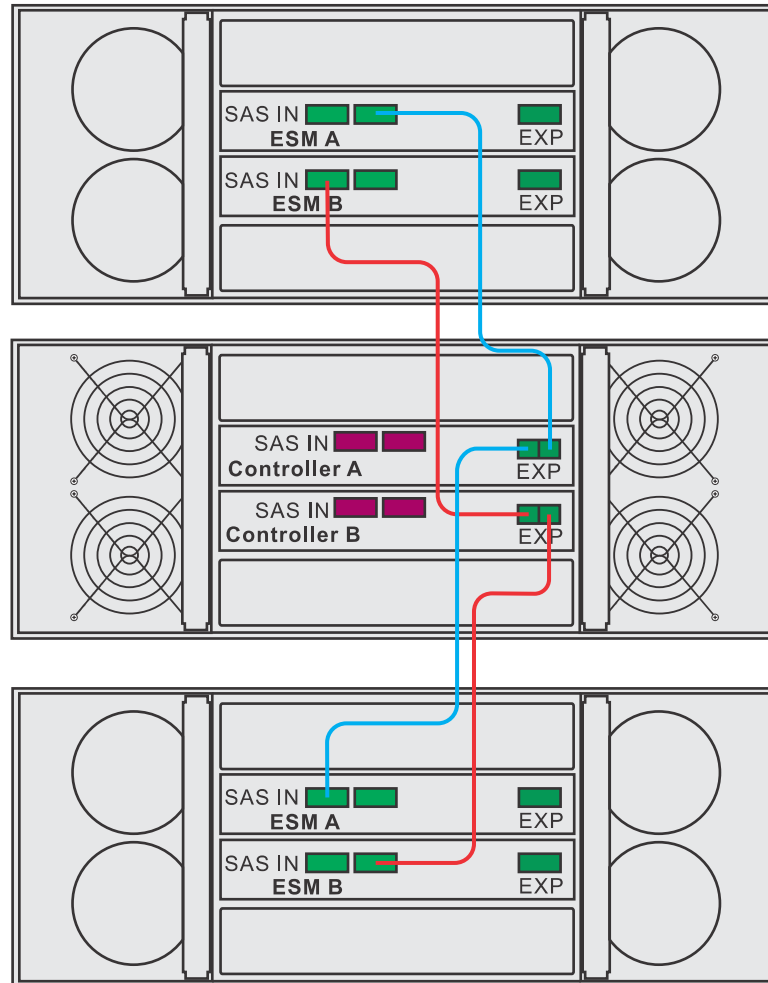 SAS IN
ESM A
EXP
SAS IN
ESM B
EXP
SAS IN
Controller A
EXP
SAS IN
Controller B
EXP
SAS IN
ESM A
EXP
SAS IN
ESM B
EXP